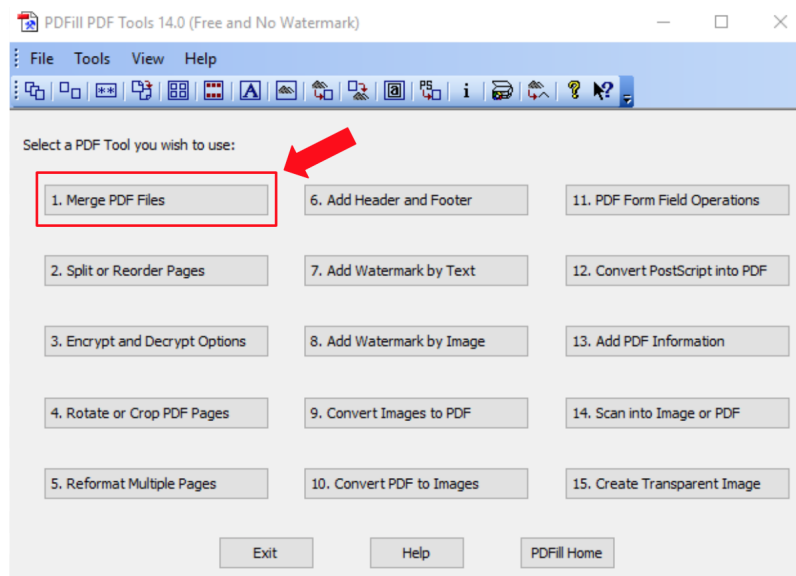 PDFill PDF Tools 14.0 (Free and No Watermark)
File Tools View Help
Select a PDF Tool you wish to use:
1. Merge PDF Files
6. Add Header and Footer
11. PDF Form Field Operations
2. Split or Reorder Pages
7. Add Watermark by Text
12. Convert PostScript into PDF
3. Encrypt and Decrypt Options
8. Add Watermark by Image
13. Add PDF Information
4. Rotate or Crop PDF Pages
9. Convert Images to PDF
14. Scan into Image or PDF
5. Reformat Multiple Pages
10. Convert PDF to Images
15. Create Transparent Image
Exit
Help
PDFill Home